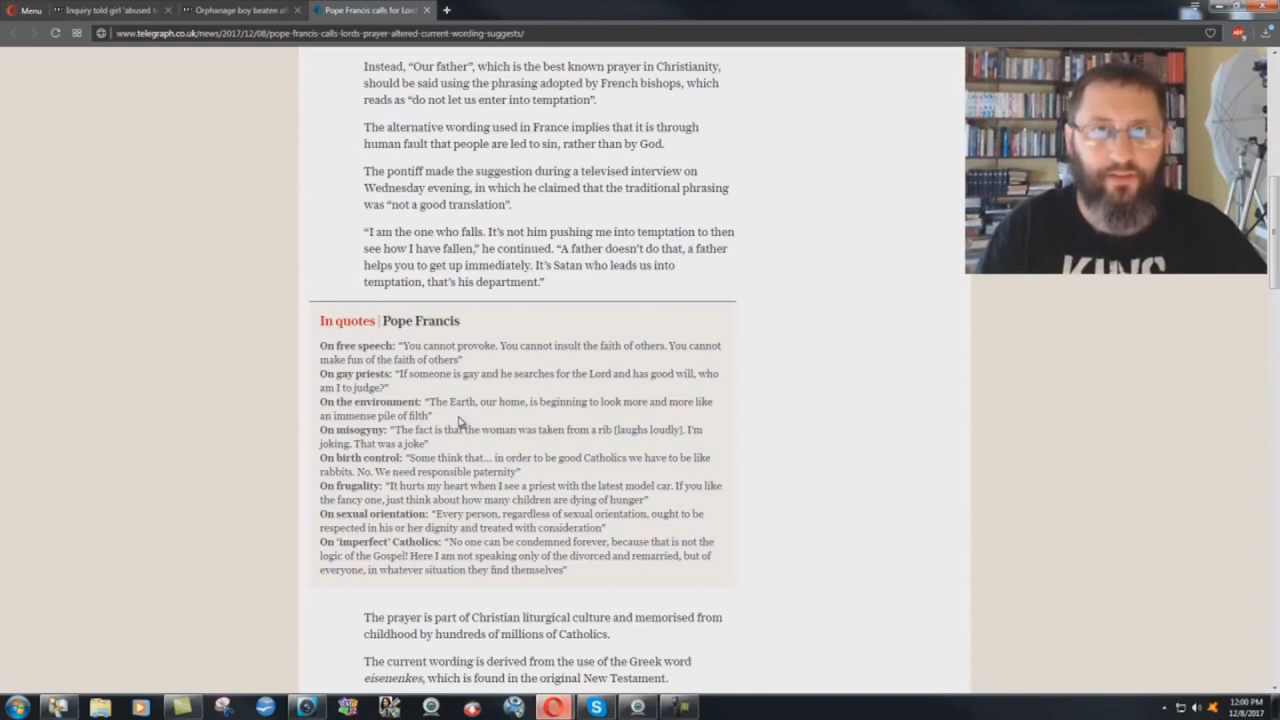 Menu
Inquiry told girl 'abused b
Orphanage boy beaten af
Pope Francis calls for Lord
www.telegraph.co.uk/news/2017/12/08/pope-francis-calls-lords-prayer-altered-current-wording-suggests/
Instead, “Our father”, which is the best known prayer in Christianity,
should be said using the phrasing adopted by French bishops, which
reads as “do not let us enter into temptation”.
The alternative wording used in France implies that it is through
human fault that people are led to sin, rather than by God.
The pontiff made the suggestion during a televised interview on
Wednesday evening, in which he claimed that the traditional phrasing
was “not a good translation”.
“I am the one who falls. It’s not him pushing me into temptation to then
see how I have fallen,” he continued. “A father doesn’t do that, a father
helps you to get up immediately. It’s Satan who leads us into
temptation, that’s his department.”
In quotes | Pope Francis
On free speech: “You cannot provoke. You cannot insult the faith of others. You cannot
make fun of the faith of others”
On gay priests: “If someone is gay and he searches for the Lord and has good will, who
am I to judge?”
On the environment: “The Earth, our home, is beginning to look more and more like
an immense pile of filth”
On misogyny: “The fact is that the woman was taken from a rib [laughs loudly]. I’m
joking. That was a joke”
On birth control: “Some think that... in order to be good Catholics we have to be like
rabbits. No. We need responsible paternity”
On frugality: “It hurts my heart when I see a priest with the latest model car. If you like
the fancy one, just think about how many children are dying of hunger”
On sexual orientation: “Every person, regardless of sexual orientation, ought to be
respected in his or her dignity and treated with consideration”
On ‘imperfect’ Catholics: “No one can be condemned forever, because that is not the
logic of the Gospel! Here I am not speaking only of the divorced and remarried, but of
everyone, in whatever situation they find themselves”
The prayer is part of Christian liturgical culture and memorised from
childhood by hundreds of millions of Catholics.
The current wording is derived from the use of the Greek word
eisenenkes, which is found in the original New Testament.
12:00 PM
12/8/2017